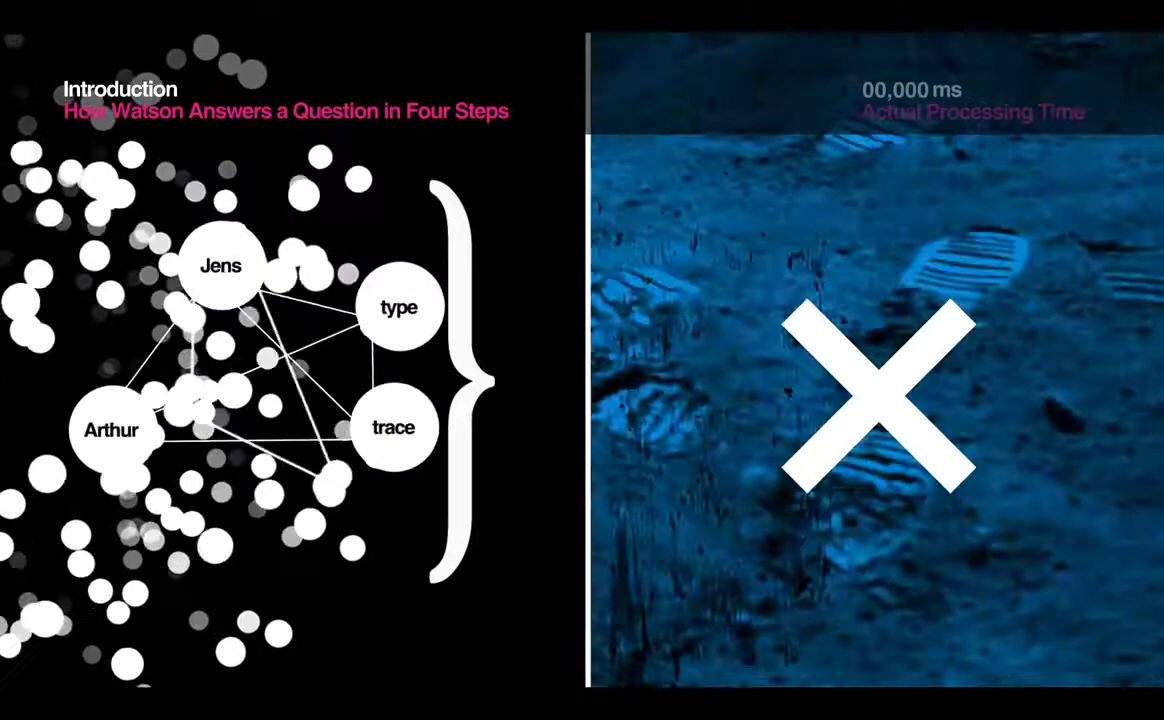 Introduction
How Watson Answers a Question in Four Steps
00,000 ms
Actual Processing Time
Jens
type
Arthur
trace